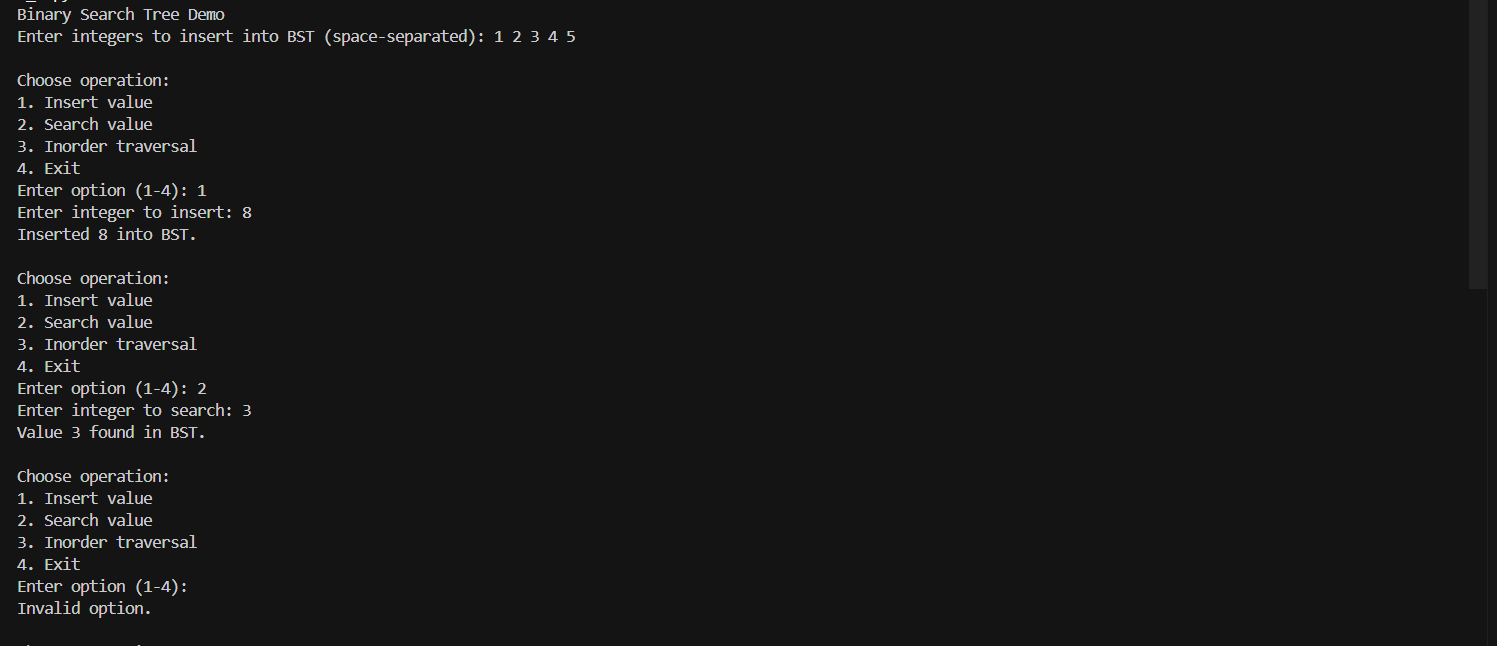 Binary Search Tree Demo
Enter integers to insert into BST (space-separated): 1 2 3 4 5
Choose operation:
1. Insert value
2. Search value
3. Inorder traversal
4. Exit
Enter option (1-4): 1
Enter integer to insert: 8
Inserted 8 into BST.
Choose operation:
1. Insert value
2. Search value
3. Inorder traversal
4. Exit
Enter option (1-4): 2
Enter integer to search: 3
Value 3 found in BST.
Choose operation:
1. Insert value
2. Search value
3. Inorder traversal
4. Exit
Enter option (1-4):
Invalid option.